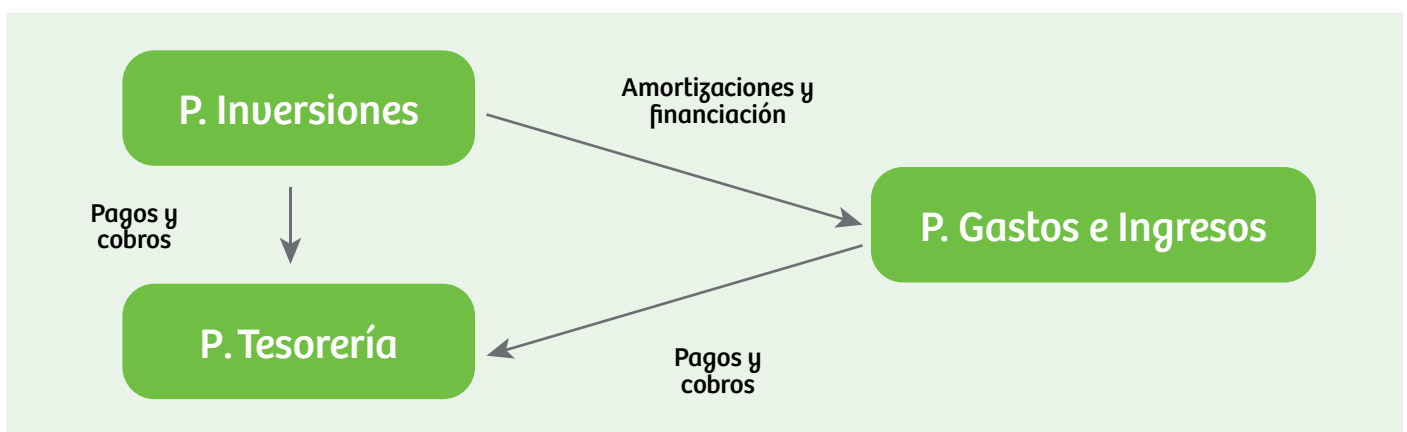 P. Inversiones
Amortizaciones y
financiación
Pagos y
cobros
P. Gastos e Ingresos
P. Tesorería
Pagos y
cobros